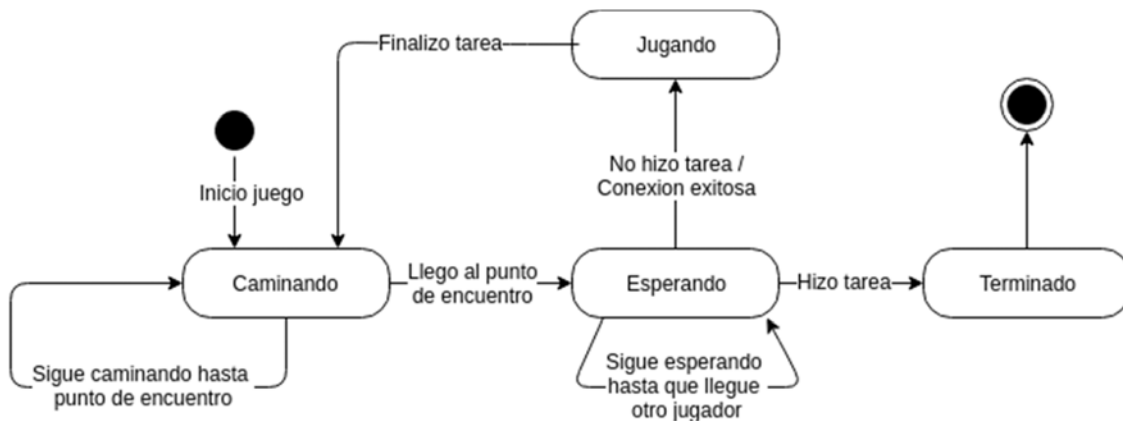 Finalizo tarea
Jugando
Inicio juego
No hizo tarea /
Conexion exitosa
Caminando
Llego al punto
de encuentro
Esperando
Hizo tarea
Terminado
Sigue caminando hasta
punto de encuentro
Sigue esperando
hasta que llegue
otro jugador